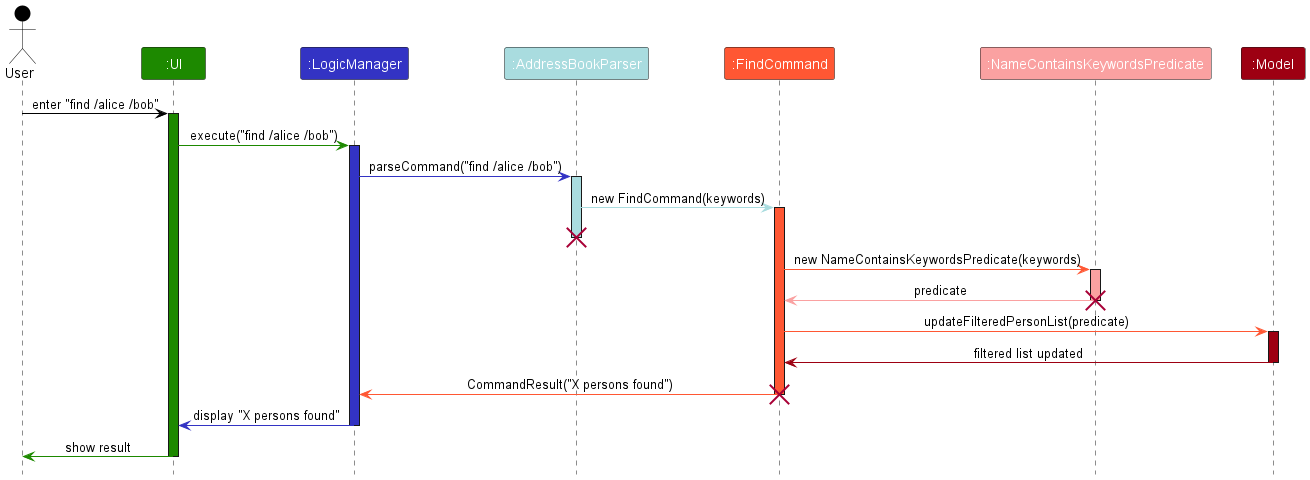 User
:UI
:LogicManager
:AddressBookParser
:FindCommand
:NameContainsKeywordsPredicate
:Model
enter "find /alice /bob"
execute("find /alice /bob")
parseCommand("find /alice /bob")
new FindCommand(keywords)
new NameContainsKeywordsPredicate(keywords)
predicate
updateFilteredPersonList(predicate)
filtered list updated
CommandResult("X persons found")
display "X persons found"
show result